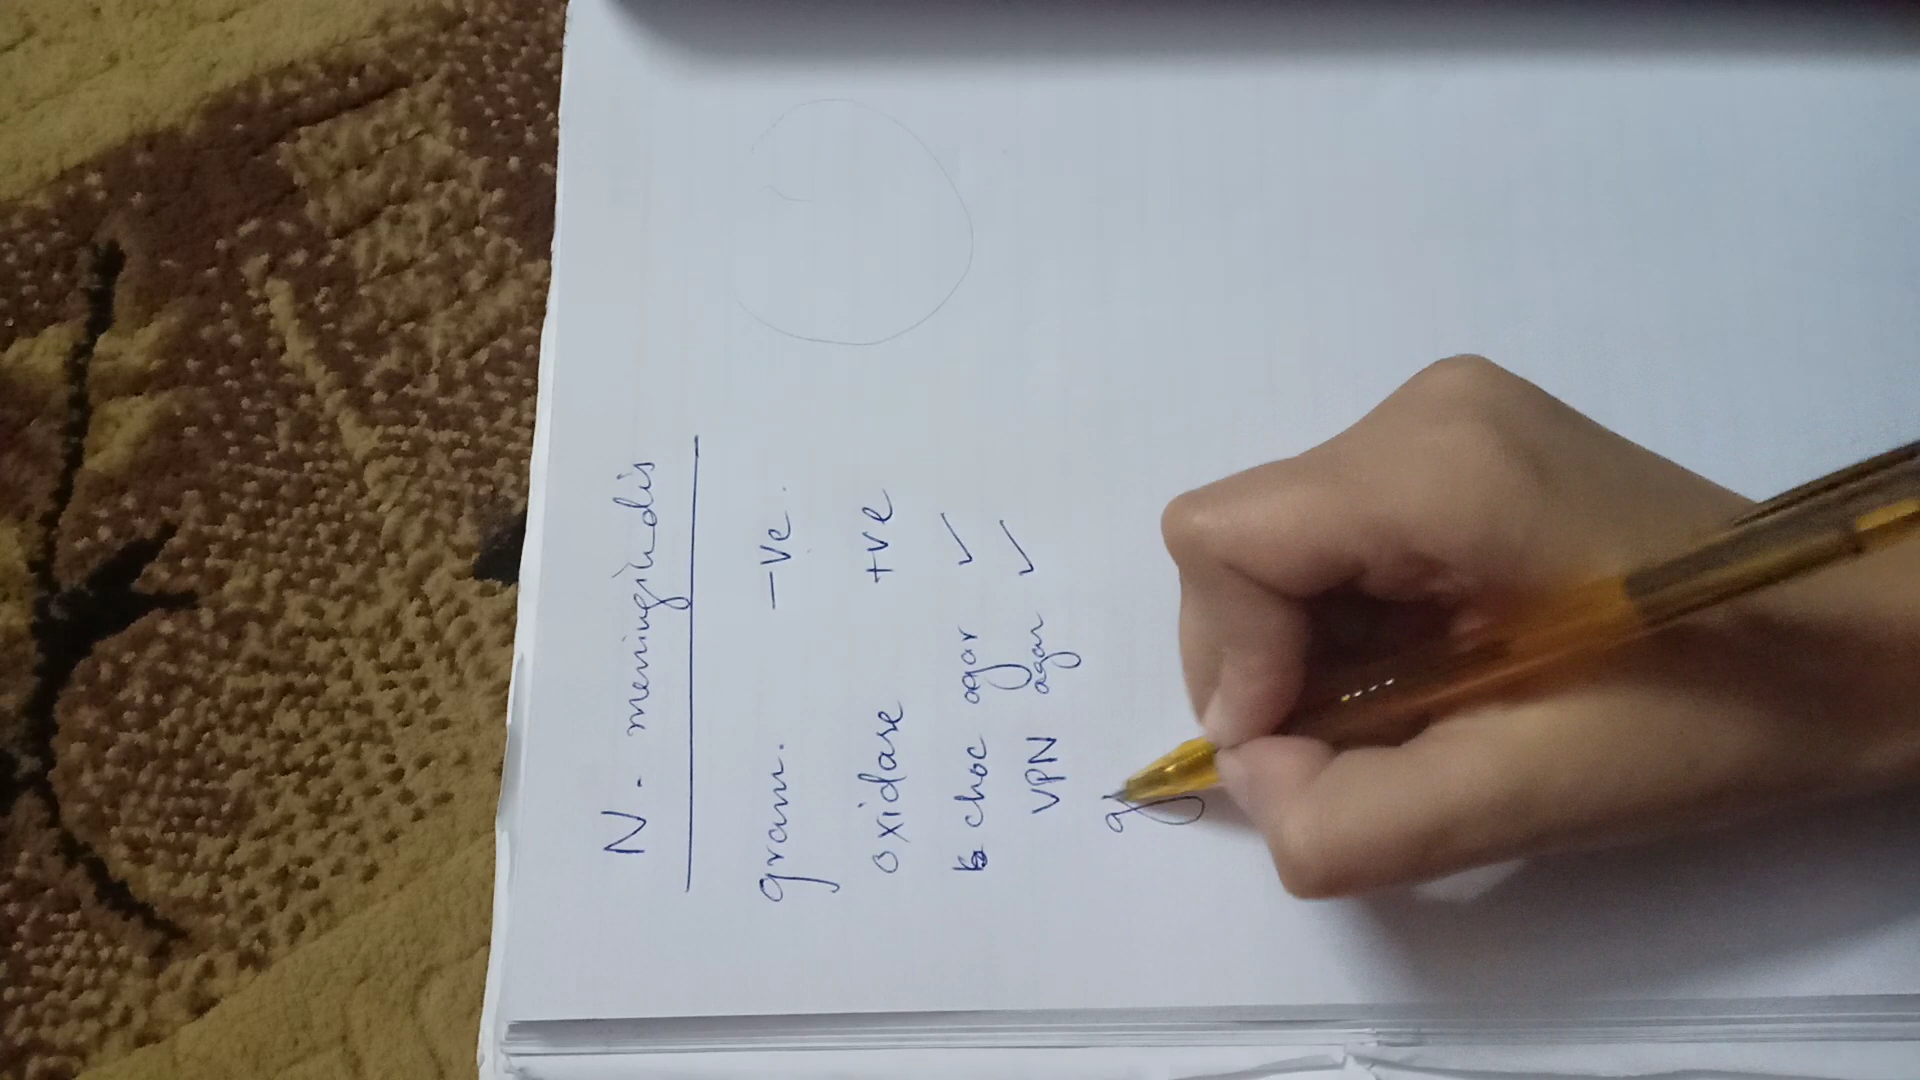 N. meningitidis
gram. -ve.
oxidase +ve
choc agar ✓
VPN agar ✓
g